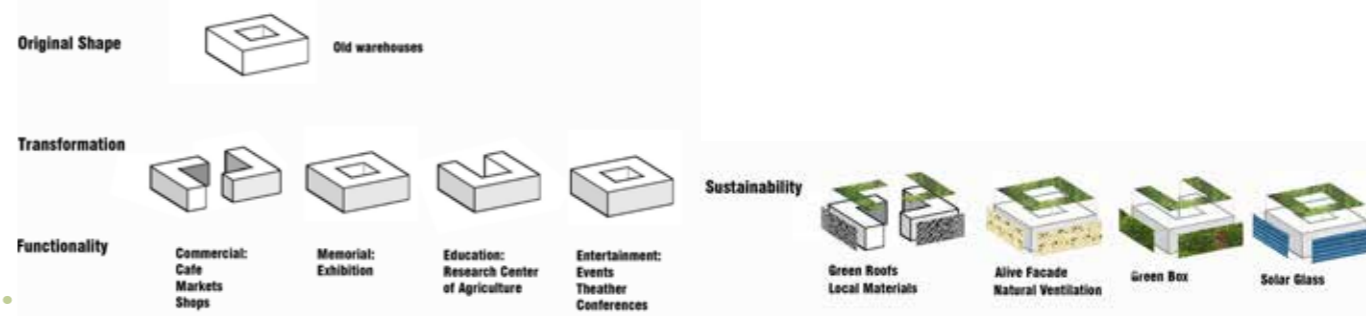 Original Shape
Old warehouses
Transformation
Functionality
Commercial:
Cafe
Markets
Shops
Memorial:
Exhibition
Education:
Research Center
of Agriculture
Entertainment:
Events
Theather
Conferences
Sustainability
Green Roofs
Local Materials
Alive Facade
Natural Ventilation
Green Box
Solar Glass